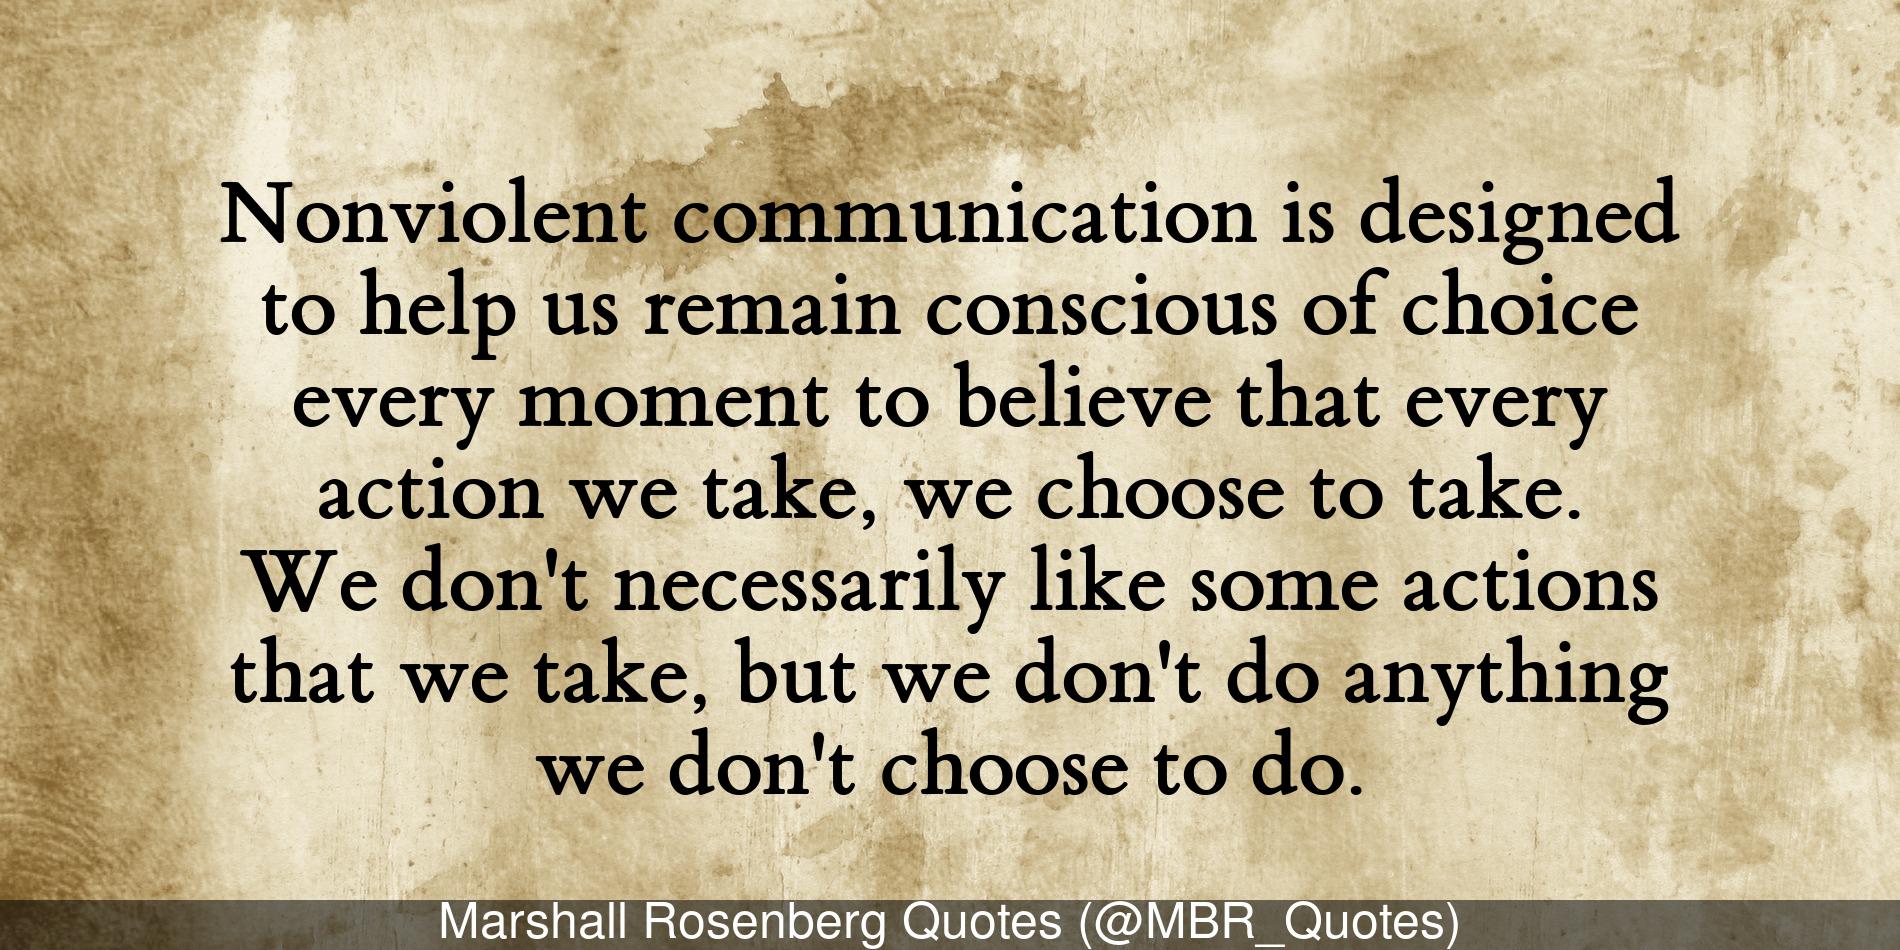 Nonviolent communication is designed
to help us remain conscious of choice
every moment to believe that every
action we take, we choose to take.
We don't necessarily like some actions
that we take, but we don't do anything
we don't choose to do.
Marshall Rosenberg Quotes (@MBR_Quotes)